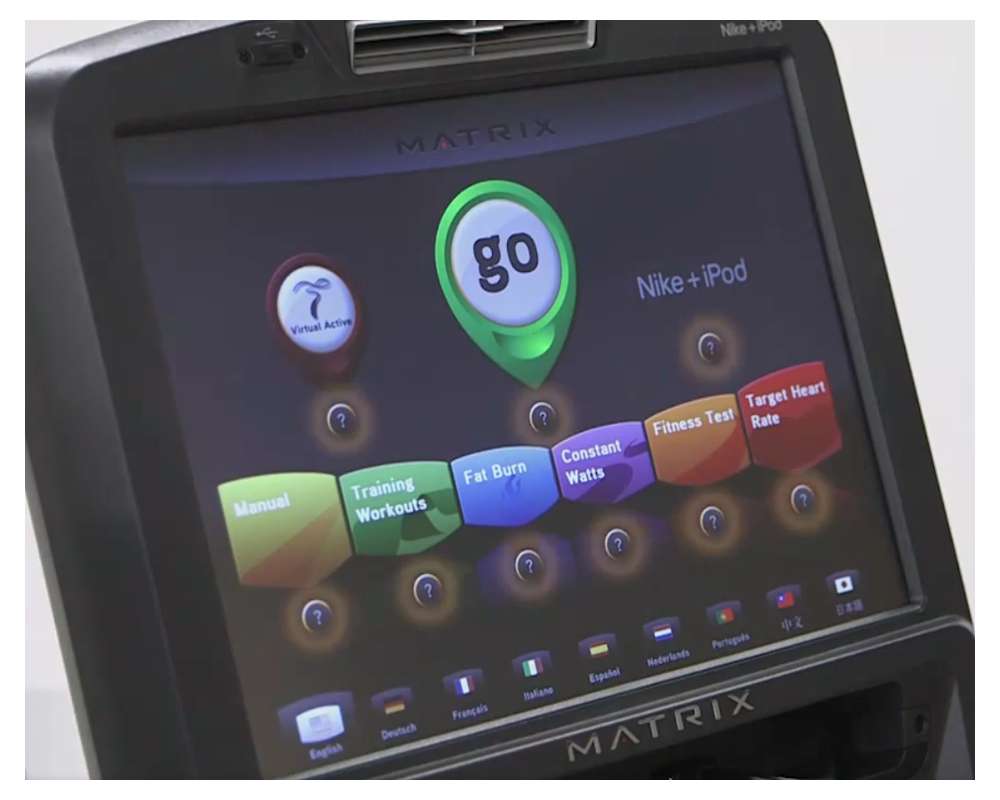 Nike+iPod
MATRIX
go
Nike+iPod
Virtual Active
?
?
?
Target Heart
Rate
Fitness Test
Constant
Watts
Fat Burn
Training
Workouts
Manual
?
?
?
?
?
?
日本語
中文
Português
Nederlands
Español
Italiano
Français
Deutsch
English
MATRIX